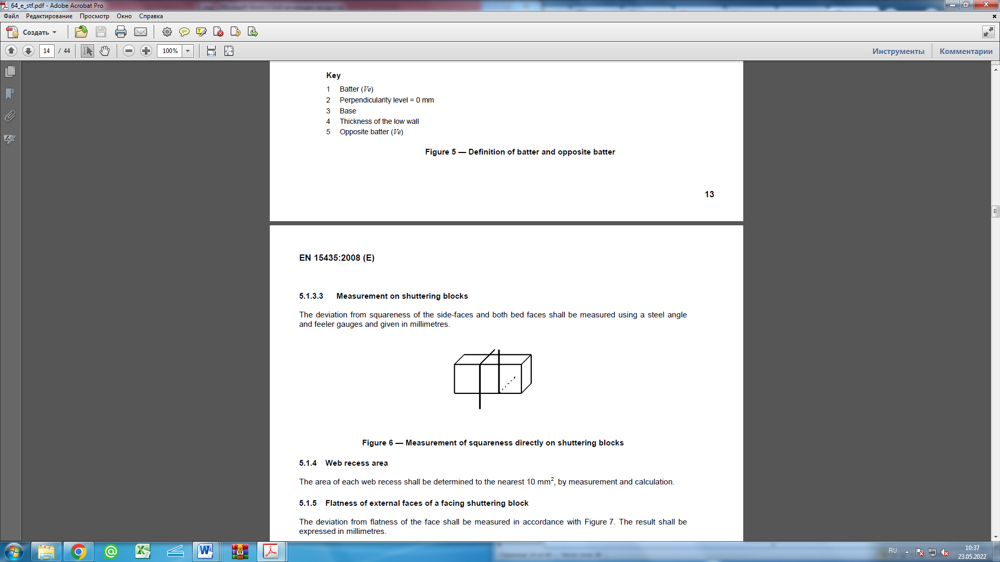 64_e_stf.pdf - Adobe Acrobat Pro
Файл Редактирование Просмотр Окно Справка
Создать
14 / 44 100% Инструменты Комментарии
Key
1 Batter (Ve)
2 Perpendicularity level = 0 mm
3 Base
4 Thickness of the low wall
5 Opposite batter (Ve)
Figure 5 — Definition of batter and opposite batter
13
EN 15435:2008 (E)
5.1.3.3 Measurement on shuttering blocks
The deviation from squareness of the side-faces and both bed faces shall be measured using a steel angle
and feeler gauges and given in millimetres.
Figure 6 — Measurement of squareness directly on shuttering blocks
5.1.4 Web recess area
The area of each web recess shall be determined to the nearest 10 mm², by measurement and calculation.
5.1.5 Flatness of external faces of a facing shuttering block
The deviation from flatness of the face shall be measured in accordance with Figure 7. The result shall be
expressed in millimetres.
RU
10:37
23.05.2022